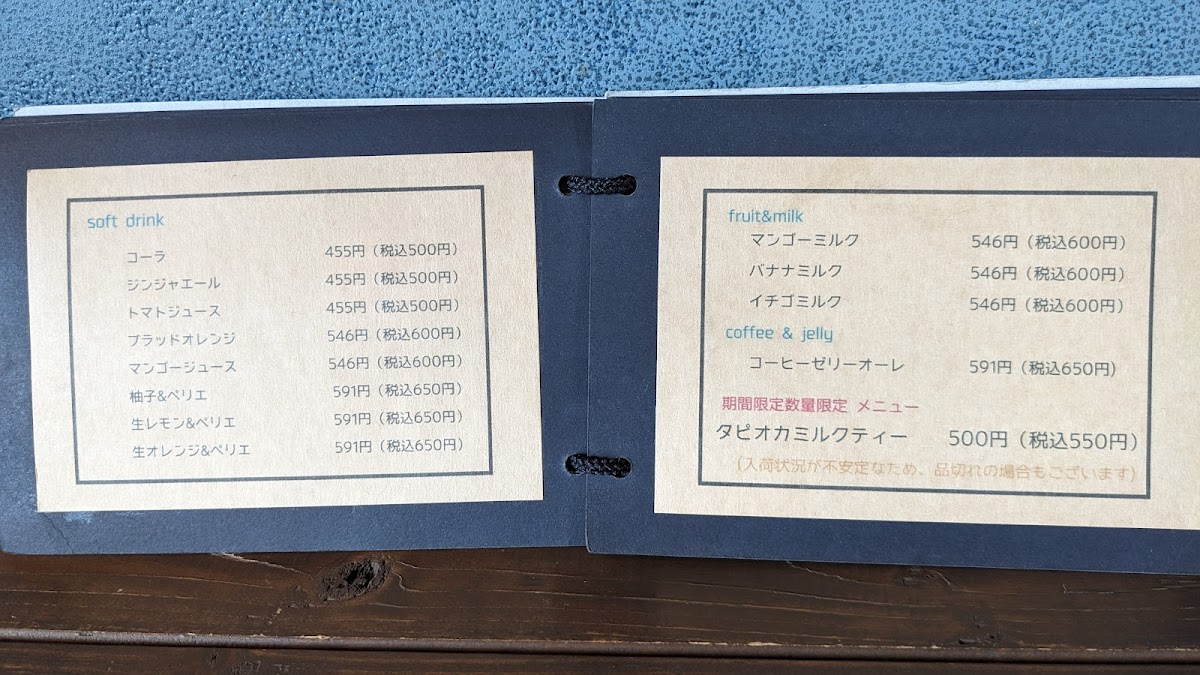 soft drink
コーラ 455円（税込500円）
ジンジャエール 455円（税込500円）
トマトジュース 455円（税込500円）
ブラッドオレンジ 546円（税込600円）
マンゴージュース 546円（税込600円）
柚子&ペリエ 591円（税込650円）
生レモン&ペリエ 591円（税込650円）
生オレンジ&ペリエ 591円（税込650円）
fruit&milk
マンゴーミルク 546円（税込600円）
バナナミルク 546円（税込600円）
イチゴミルク 546円（税込600円）
coffee & jelly
コーヒーゼリーオーレ 591円（税込650円）
期間限定数量限定 メニュー
タピオカミルクティー 500円（税込550円）
（入荷状況が不安定なため、品切れの場合もございます）